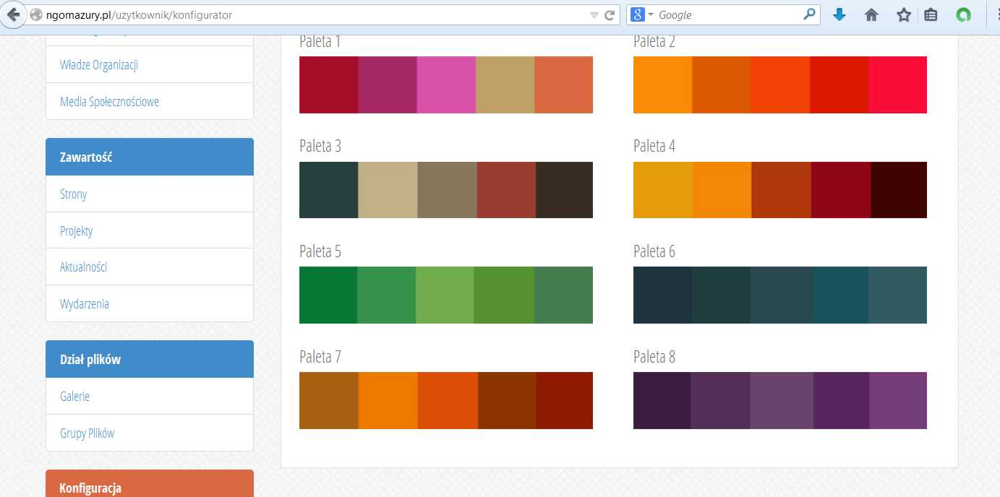 ngomazury.pl/uzytkownik/konfigurator
Google
Władze Organizacji
Media Społecznościowe
Zawartość
Strony
Projekty
Aktualności
Wydarzenia
Dział plików
Galerie
Grupy Plików
Konfiguracja
Paleta 1
Paleta 2
Paleta 3
Paleta 4
Paleta 5
Paleta 6
Paleta 7
Paleta 8